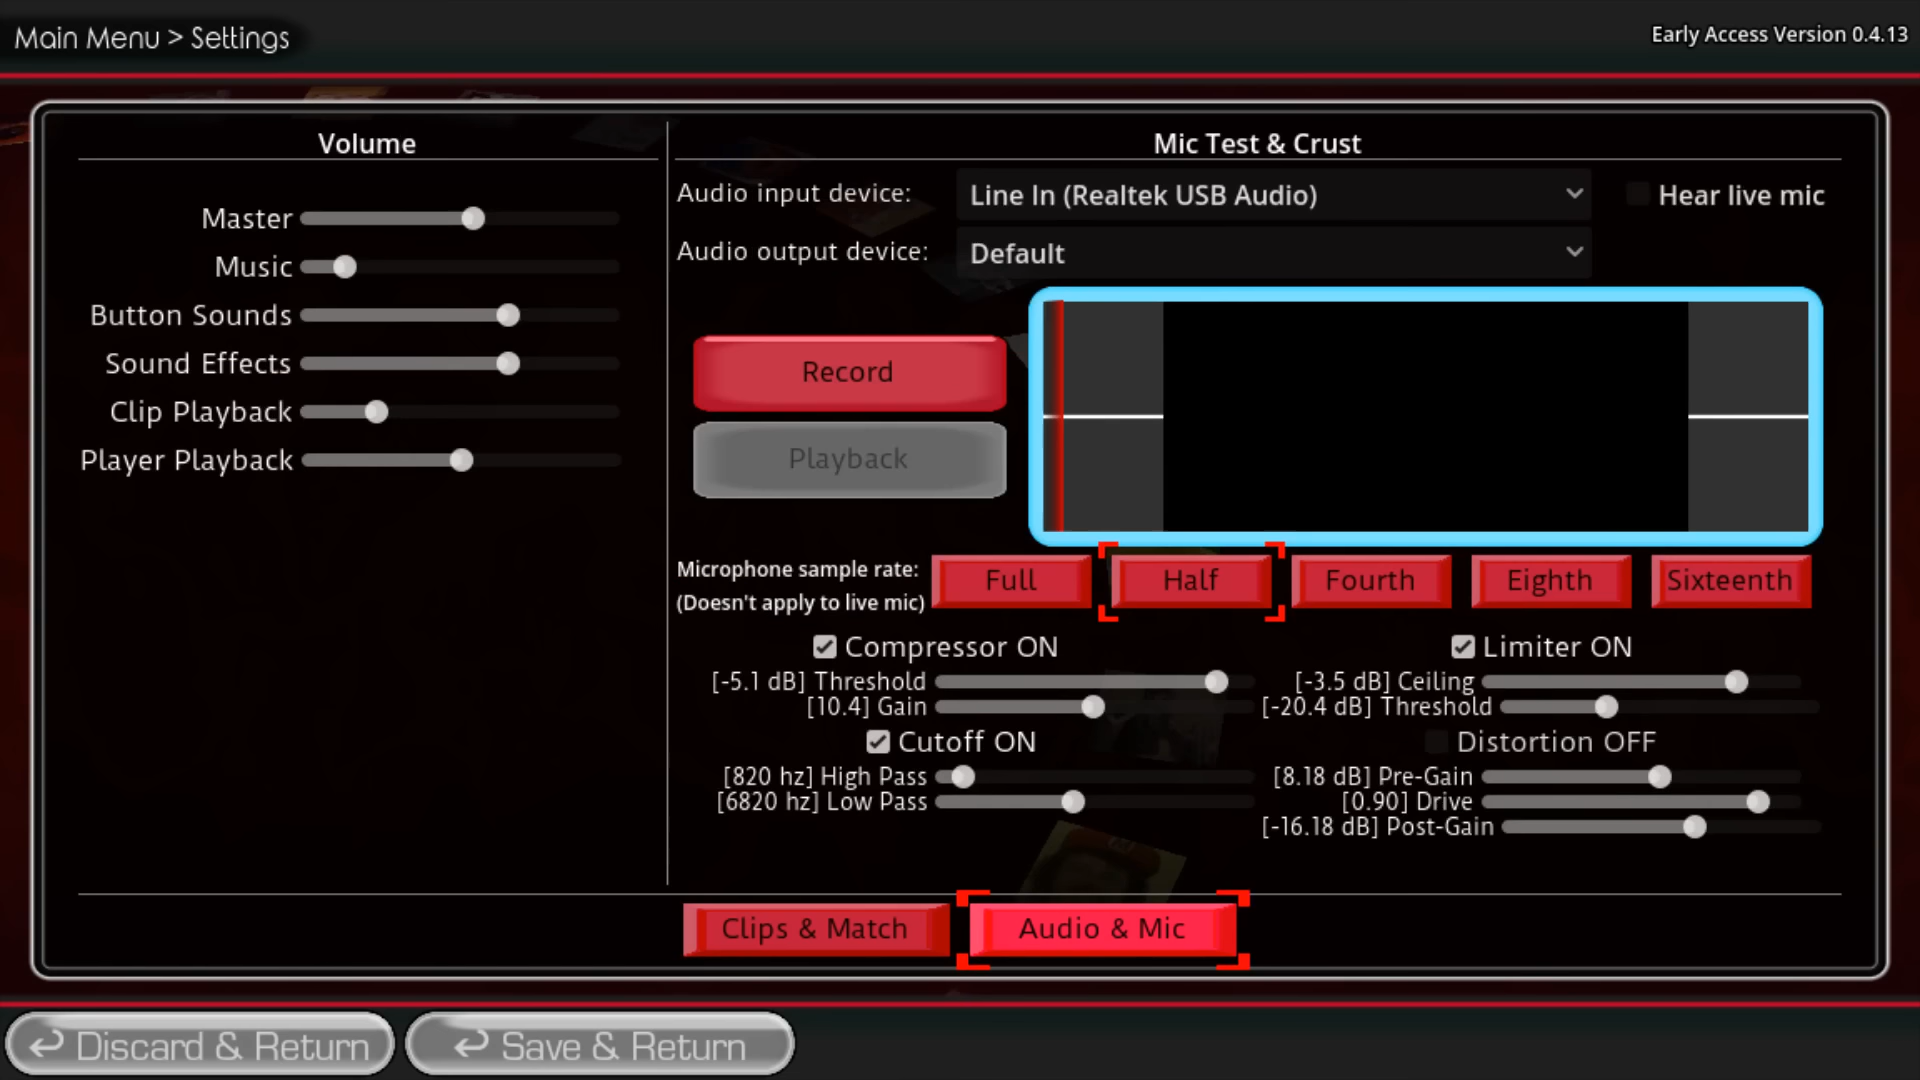 Main Menu > Settings
Early Access Version 0.4.13
Volume
Master
Music
Button Sounds
Sound Effects
Clip Playback
Player Playback
Mic Test & Crust
Audio input device:
Line In (Realtek USB Audio)
Hear live mic
Audio output device:
Default
Record
Playback
Microphone sample rate:
(Doesn't apply to live mic)
Full
Half
Fourth
Eighth
Sixteenth
Compressor ON
[-5.1 dB] Threshold
[10.4] Gain
Limiter ON
[-3.5 dB] Ceiling
[-20.4 dB] Threshold
Cutoff ON
[820 hz] High Pass
[6820 hz] Low Pass
Distortion OFF
[8.18 dB] Pre-Gain
[0.90] Drive
[-16.18 dB] Post-Gain
Clips & Match
Audio & Mic
Discard & Return
Save & Return